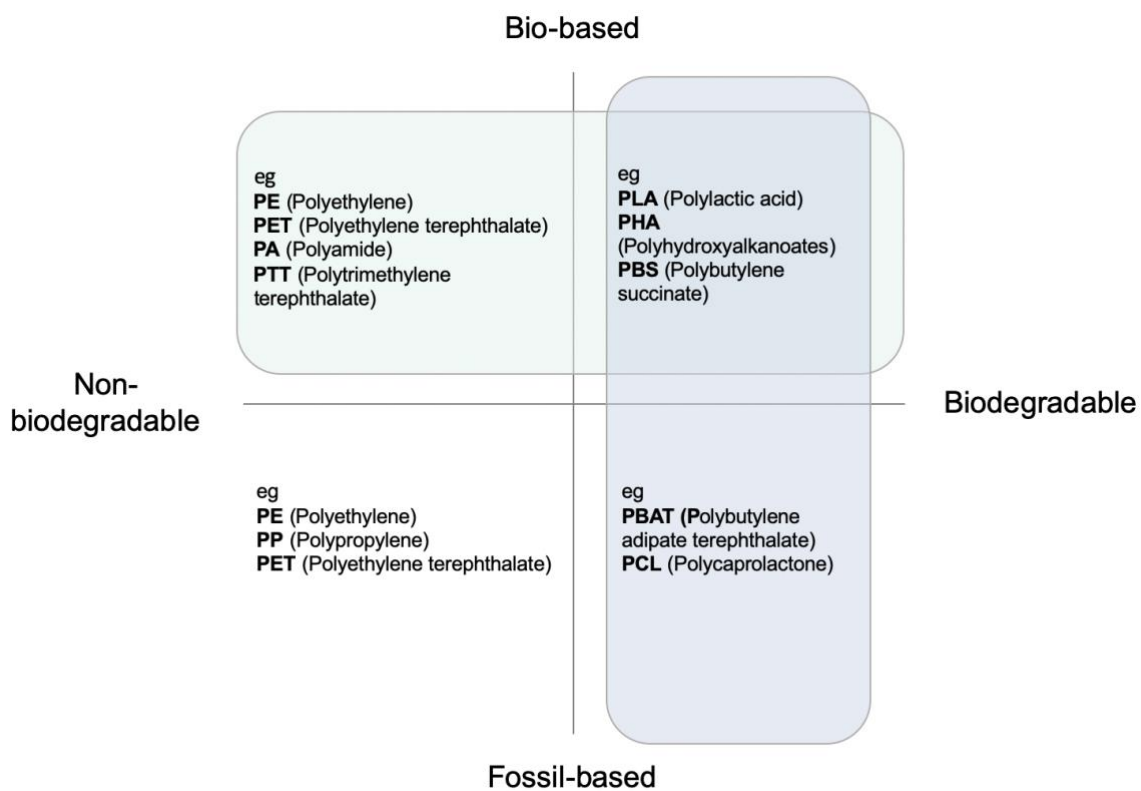 Bio-based
eg
PE (Polyethylene)
PET (Polyethylene terephthalate)
PA (Polyamide)
PTT (Polytrimethylene
terephthalate)
eg
PLA (Polylactic acid)
PHA
(Polyhydroxyalkanoates)
PBS (Polybutylene
succinate)
Non-
biodegradable
Biodegradable
eg
PE (Polyethylene)
PP (Polypropylene)
PET (Polyethylene terephthalate)
eg
PBAT (Polybutylene
adipate terephthalate)
PCL (Polycaprolactone)
Fossil-based